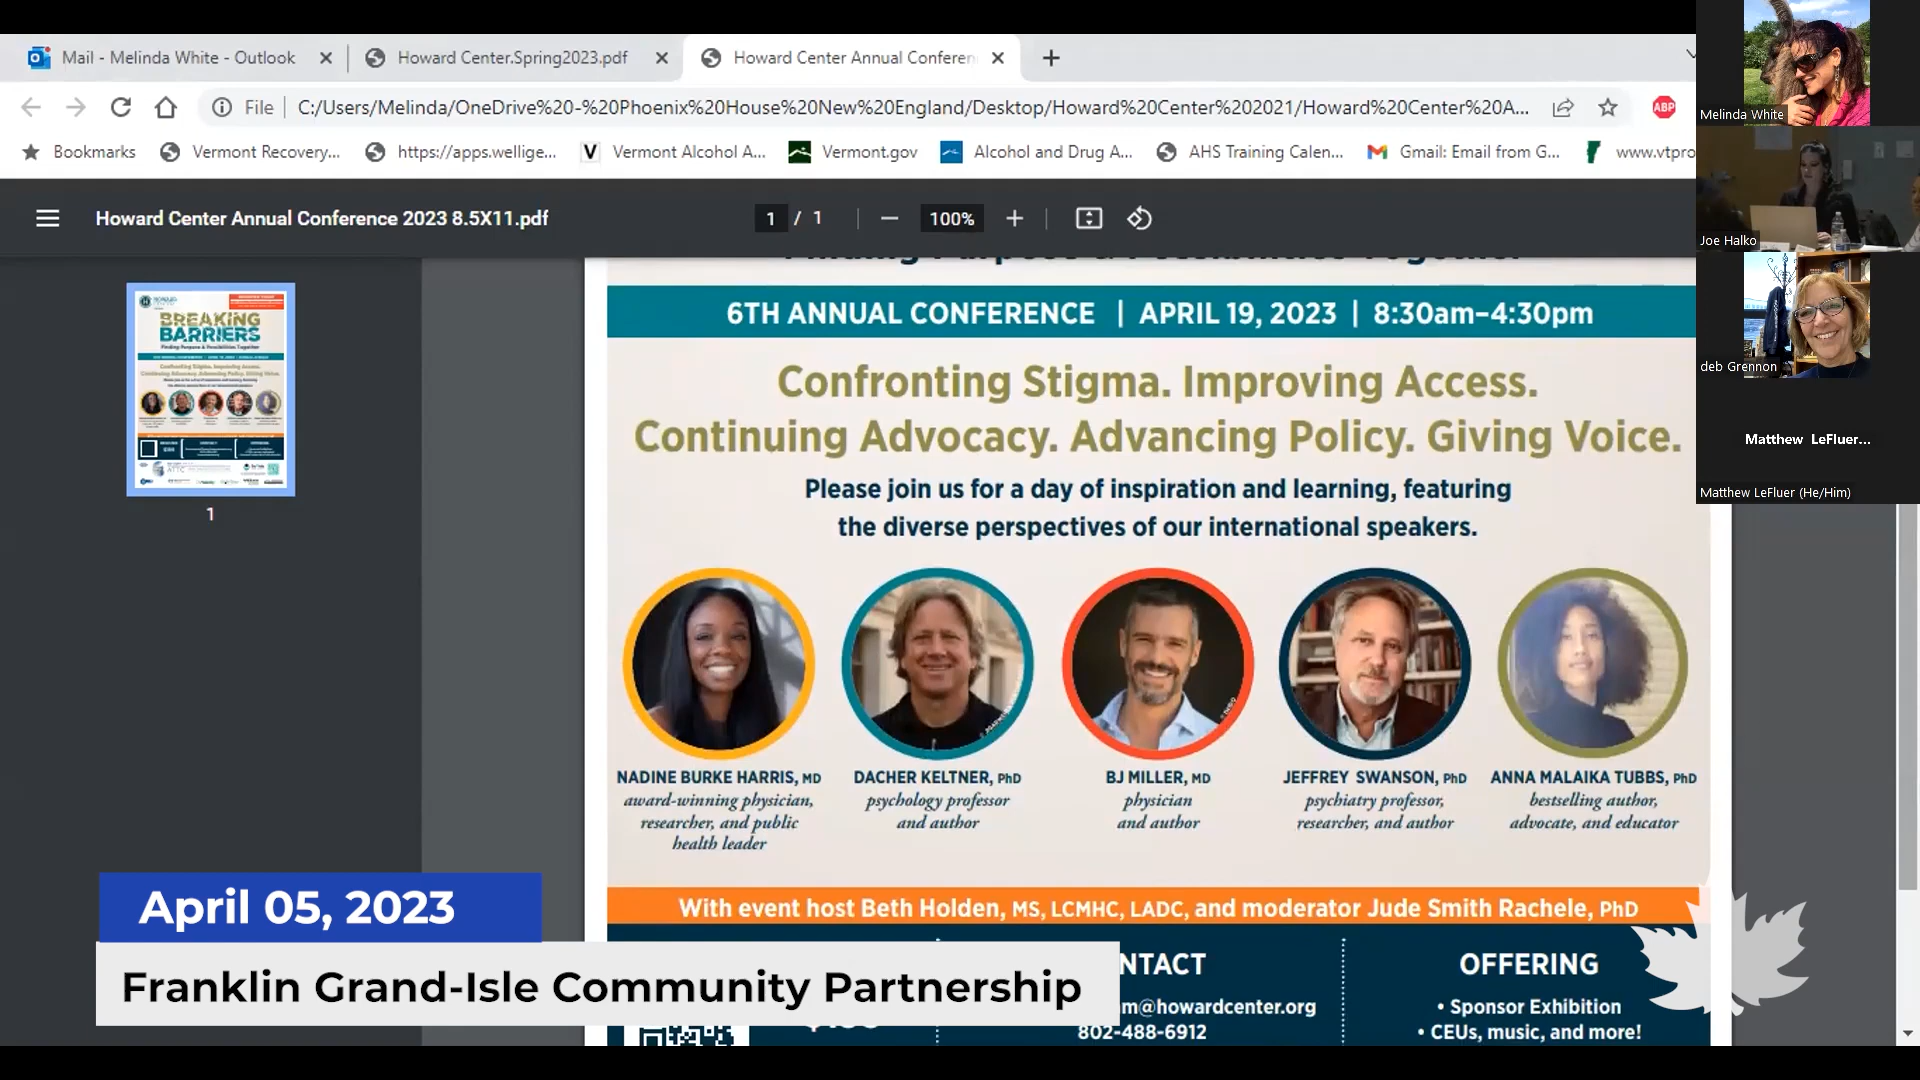 Mail - Melinda White - Outlook
Howard Center.Spring2023.pdf
Howard Center Annual Conferen
File
C:/Users/Melinda/OneDrive%20-%20Phoenix%20House%20New%20England/Desktop/Howard%20Center%202021/Howard%20Center%20A...
ABP
Bookmarks
Vermont Recovery...
https://apps.wellige...
Vermont Alcohol A...
Vermont.gov
Alcohol and Drug A...
AHS Training Calen...
Gmail: Email from G...
www.vtpro
Howard Center Annual Conference 2023 8.5X11.pdf
1 / 1
100%
Melinda White
Joe Halko
deb Grennon
Matthew LeFluer...
Matthew LeFluer (He/Him)
BREAKING
BARRIERS
Finding Purpose & Possibilities Together
1
6TH ANNUAL CONFERENCE | APRIL 19, 2023 | 8:30am–4:30pm
Confronting Stigma. Improving Access.
Continuing Advocacy. Advancing Policy. Giving Voice.
Please join us for a day of inspiration and learning, featuring
the diverse perspectives of our international speakers.
NADINE BURKE HARRIS, MD
award-winning physician,
researcher, and public
health leader
DACHER KELTNER, PhD
psychology professor
and author
BJ MILLER, MD
physician
and author
JEFFREY SWANSON, PhD
psychiatry professor,
researcher, and author
ANNA MALAIKA TUBBS, PhD
bestselling author,
advocate, and educator
With event host Beth Holden, MS, LCMHC, LADC, and moderator Jude Smith Rachele, PhD
NTACT
m@howardcenter.org
802-488-6912
OFFERING
• Sponsor Exhibition
• CEUs, music, and more!
April 05, 2023
Franklin Grand-Isle Community Partnership